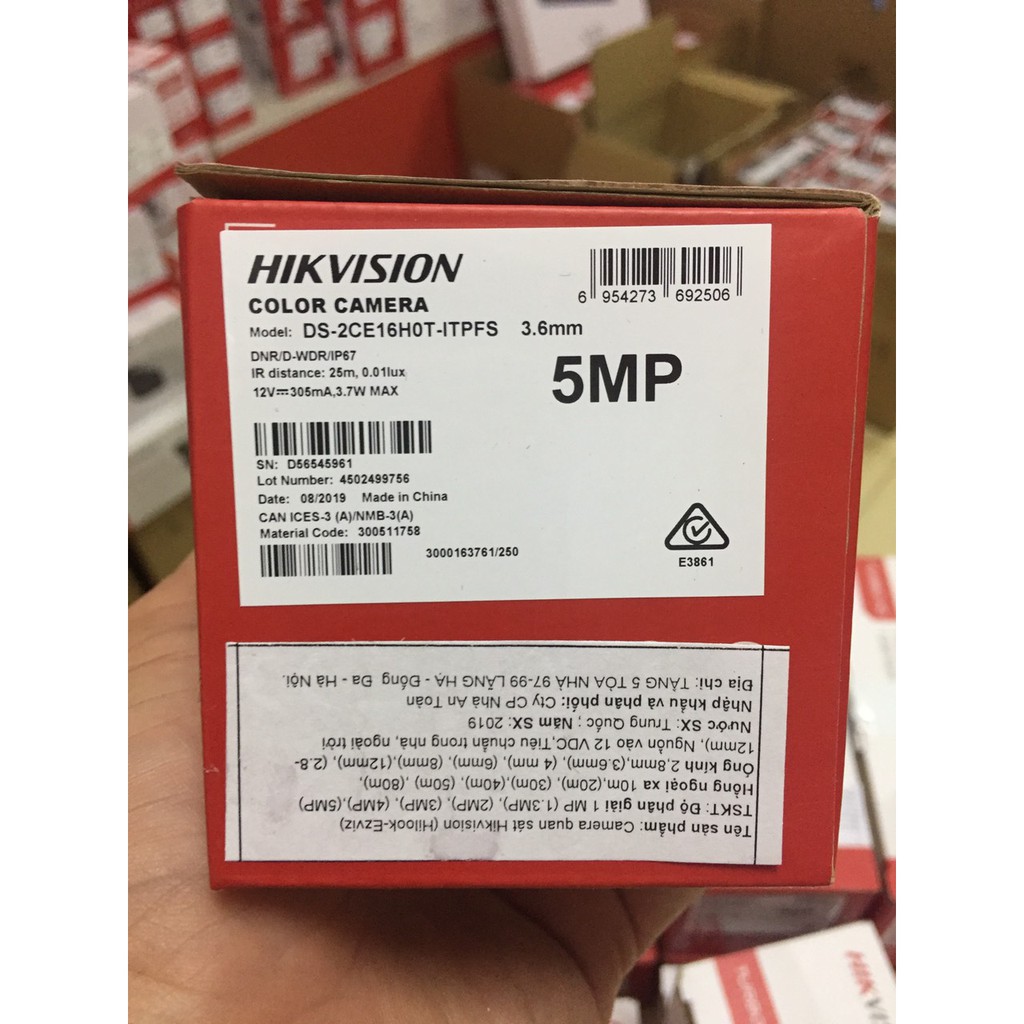 HIKVISION
COLOR CAMERA
Model: DS-2CE16H0T-ITPFS 3.6mm
6 954273 692506
DNR/D-WDR/IP67
IR distance: 25m, 0.01lux
12V⎓305mA,3.7W MAX
5MP
SN: D56545961
Lot Number: 4502499756
Date: 08/2019 Made in China
CAN ICES-3 (A)/NMB-3(A)
Material Code: 300511758
3000163761/250
E3861
Tên sản phẩm: Camera quan sát Hikvision (Hilook-Ezviz)
TSKT: Độ phân giải 1 MP (1.3MP), (2MP), (3MP), (4MP),(5MP)
Hồng ngoại xa 10m,(20m), (30m),(40m), (50m) ,(80m),
Ống kính 2,8mm,(3.6mm), (4 mm), (6mm), (8mm),(12mm), (2.8-
12mm), Nguồn vào 12 VDC,Tiêu chuẩn trong nhà, ngoài trời
Nước SX: Trung Quốc ; Năm SX: 2019
Nhập khẩu và phân phối: Cty CP Nhà An Toàn
Địa chỉ: TẦNG 5 TÒA NHÀ 97-99 LÁNG HẠ - Đống Đa - Hà Nội.
HIKVI